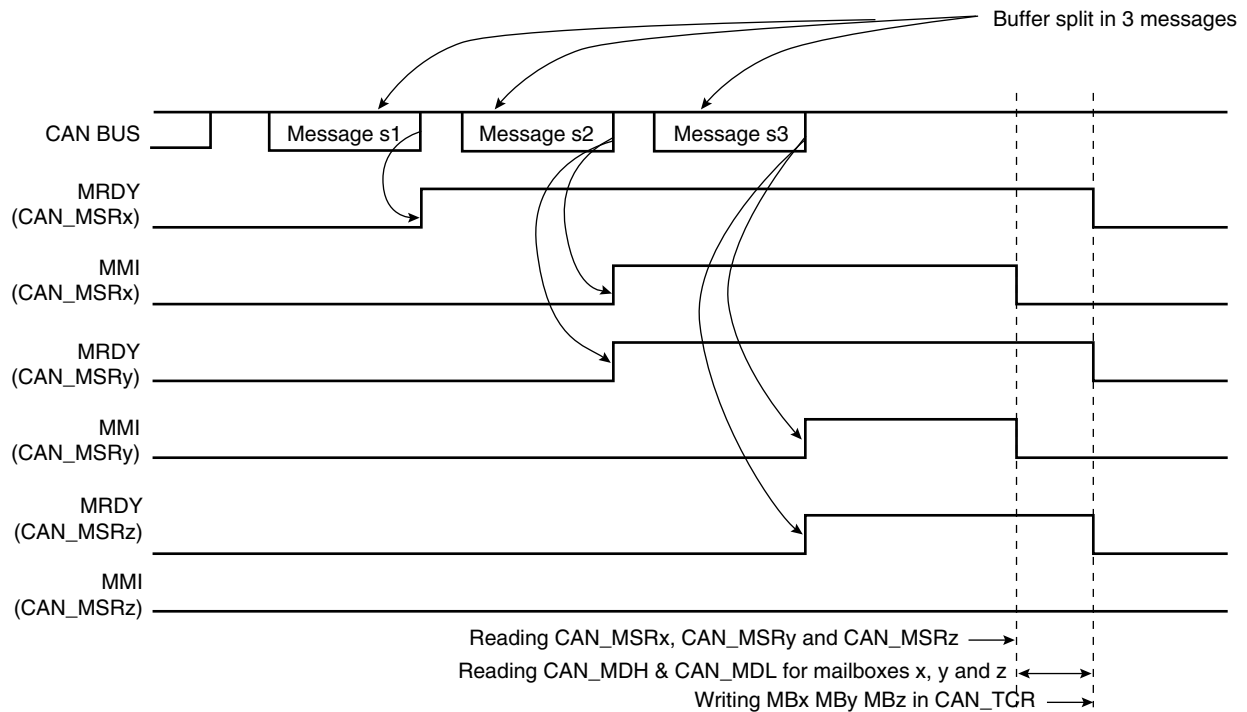 Buffer split in 3 messages
CAN BUS
Message s1
Message s2
Message s3
MRDY
(CAN_MSRx)
MMI
(CAN_MSRx)
MRDY
(CAN_MSRy)
MMI
(CAN_MSRy)
MRDY
(CAN_MSRz)
MMI
(CAN_MSRz)
Reading CAN_MSRx, CAN_MSRy and CAN_MSRz
Reading CAN_MDH & CAN_MDL for mailboxes x, y and z
Writing MBx MBy MBz in CAN_TCR